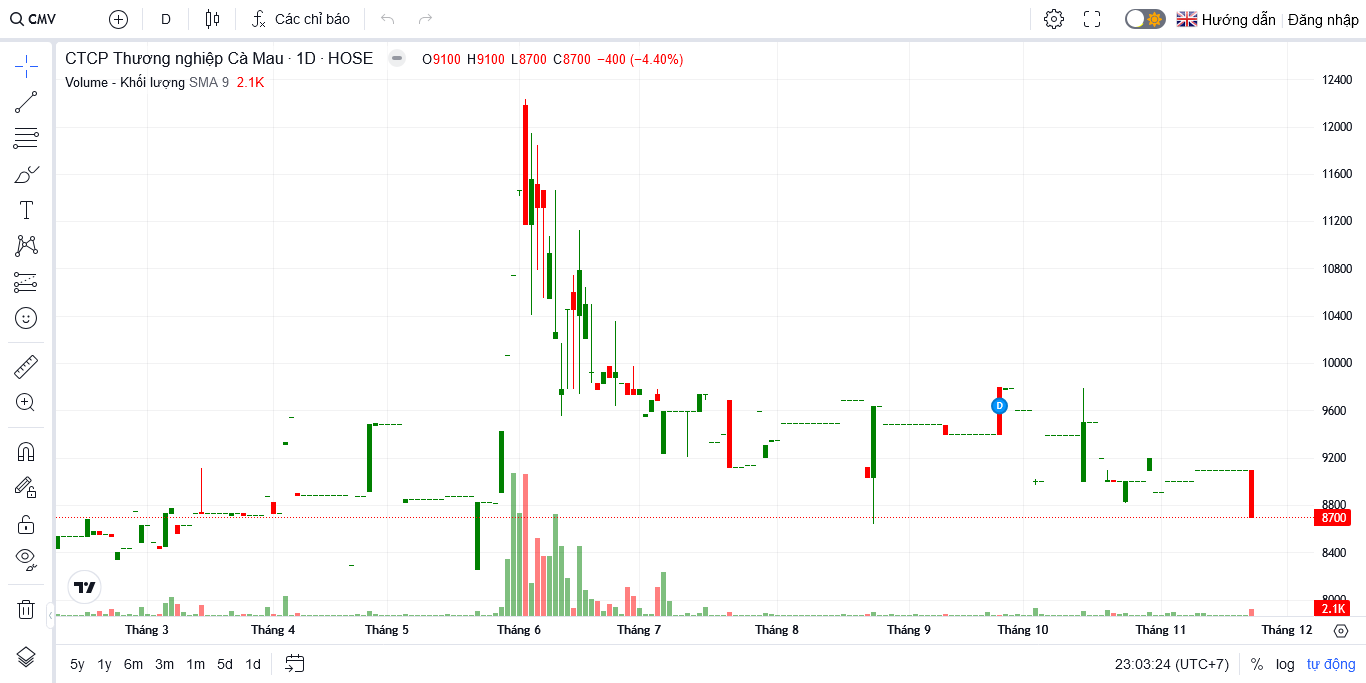 CMV D Các chỉ báo Hướng dẫn Đăng nhập
CTCP Thương nghiệp Cà Mau · 1D · HOSE O9100 H9100 L8700 C8700 −400 (−4.40%)
Volume - Khối lượng SMA 9 2.1K
12400
12000
11600
11200
10800
10400
10000
9600
D
9200
8800
8700
8400
8000
2.1K
Tháng 3 Tháng 4 Tháng 5 Tháng 6 Tháng 7 Tháng 8 Tháng 9 Tháng 10 Tháng 11 Tháng 12
5y 1y 6m 3m 1m 5d 1d 23:03:24 (UTC+7) % log tự động